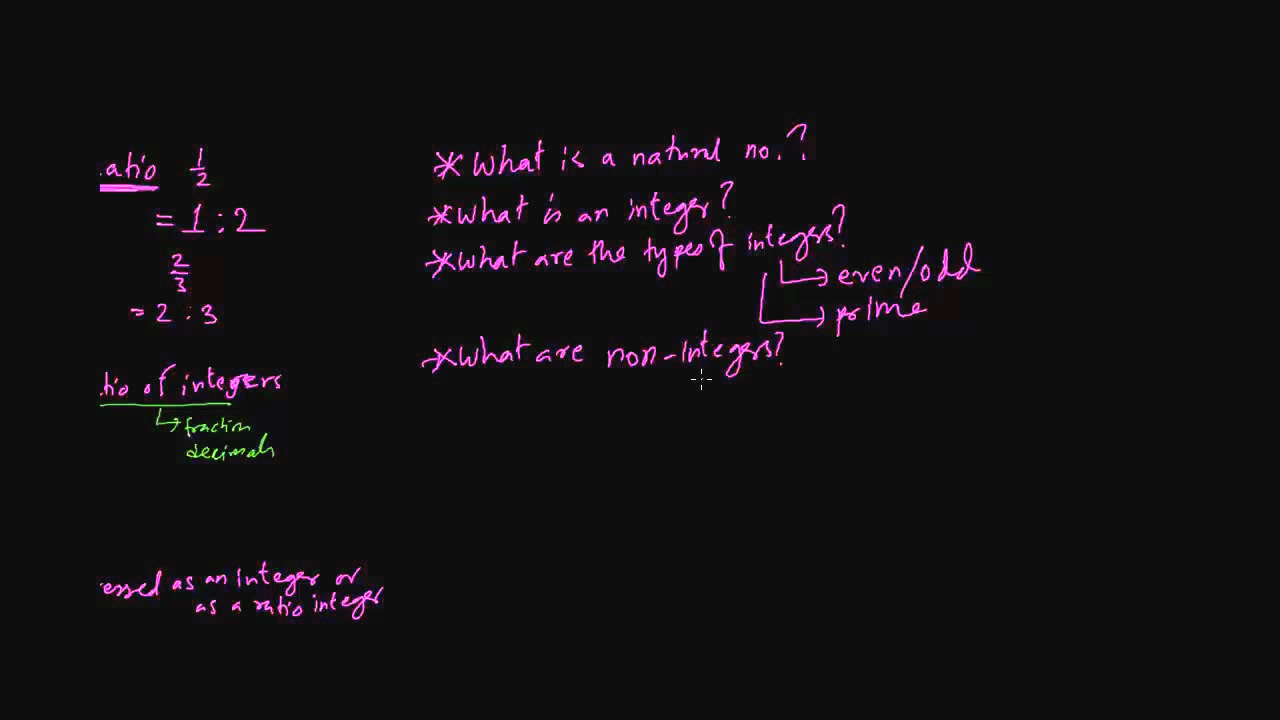 .atio 1/2
= 1 : 2
2/3
= 2 : 3
tio of integers
fraction
decimals
essed as an integer or
as a ratio integer
* What is a natural no.?
* What is an integer?
* What are the types of integers?
even/odd
prime
* What are non-integers?